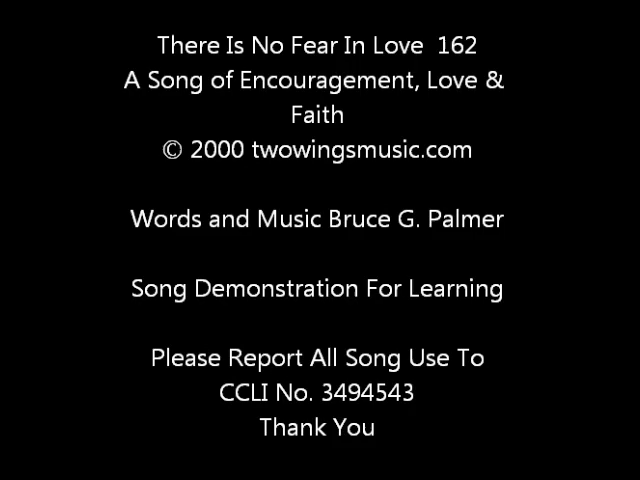 There Is No Fear In Love  162
A Song of Encouragement, Love &
Faith
© 2000 twowingsmusic.com
Words and Music Bruce G. Palmer
Song Demonstration For Learning
Please Report All Song Use To
CCLI No. 3494543
Thank You